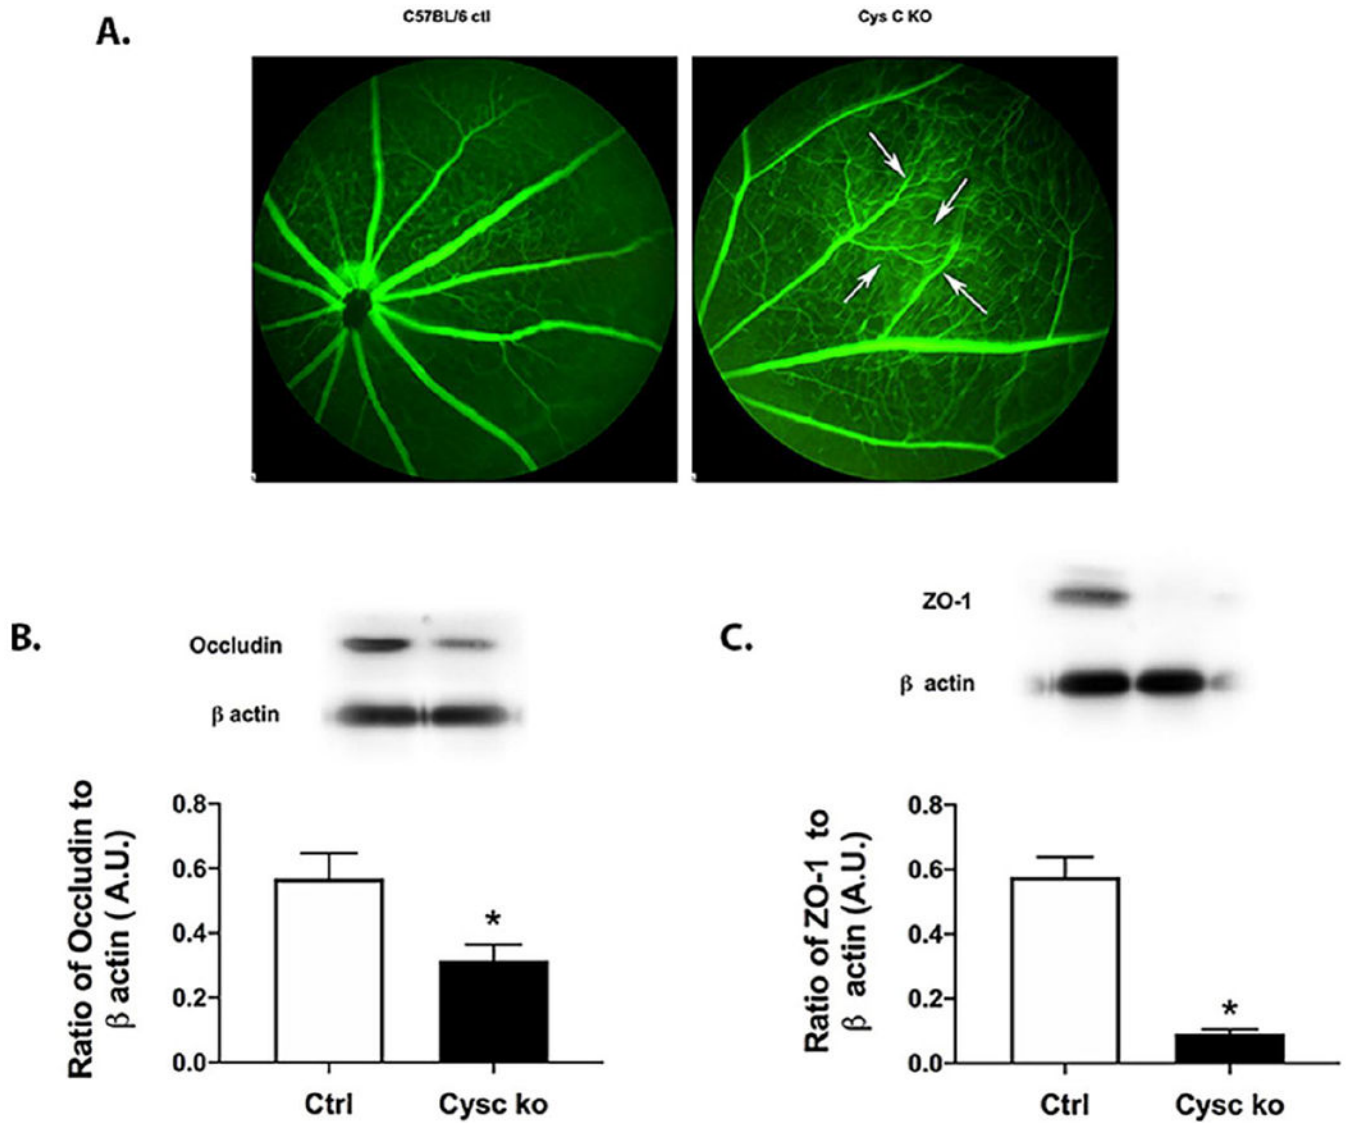 A.
C57BL/6 ctl
Cys C KO
B.
Occludin
β actin
Ratio of Occludin to
β actin ( A.U.)
0.8
0.6
0.4
0.2
0.0
*
Ctrl
Cysc ko
C.
ZO-1
β actin
Ratio of ZO-1 to
β actin (A.U.)
0.8
0.6
0.4
0.2
0.0
*
Ctrl
Cysc ko